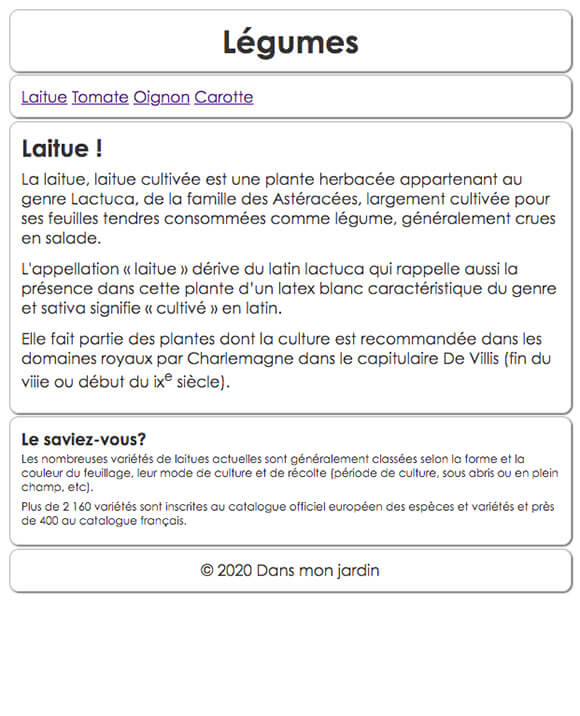 Légumes
Laitue Tomate Oignon Carotte
Laitue !
La laitue, laitue cultivée est une plante herbacée appartenant au
genre Lactuca, de la famille des Astéracées, largement cultivée pour
ses feuilles tendres consommées comme légume, généralement crues
en salade.
L'appellation « laitue » dérive du latin lactuca qui rappelle aussi la
présence dans cette plante d'un latex blanc caractéristique du genre
et sativa signifie « cultivé » en latin.
Elle fait partie des plantes dont la culture est recommandée dans les
domaines royaux par Charlemagne dans le capitulaire De Villis (fin du
viiie ou début du ixe siècle).
Le saviez-vous?
Les nombreuses variétés de laitues actuelles sont généralement classées selon la forme et la
couleur du feuillage, leur mode de culture et de récolte (période de culture, sous abris ou en plein
champ, etc).
Plus de 2 160 variétés sont inscrites au catalogue officiel européen des espèces et variétés et près
de 400 au catalogue français.
© 2020 Dans mon jardin